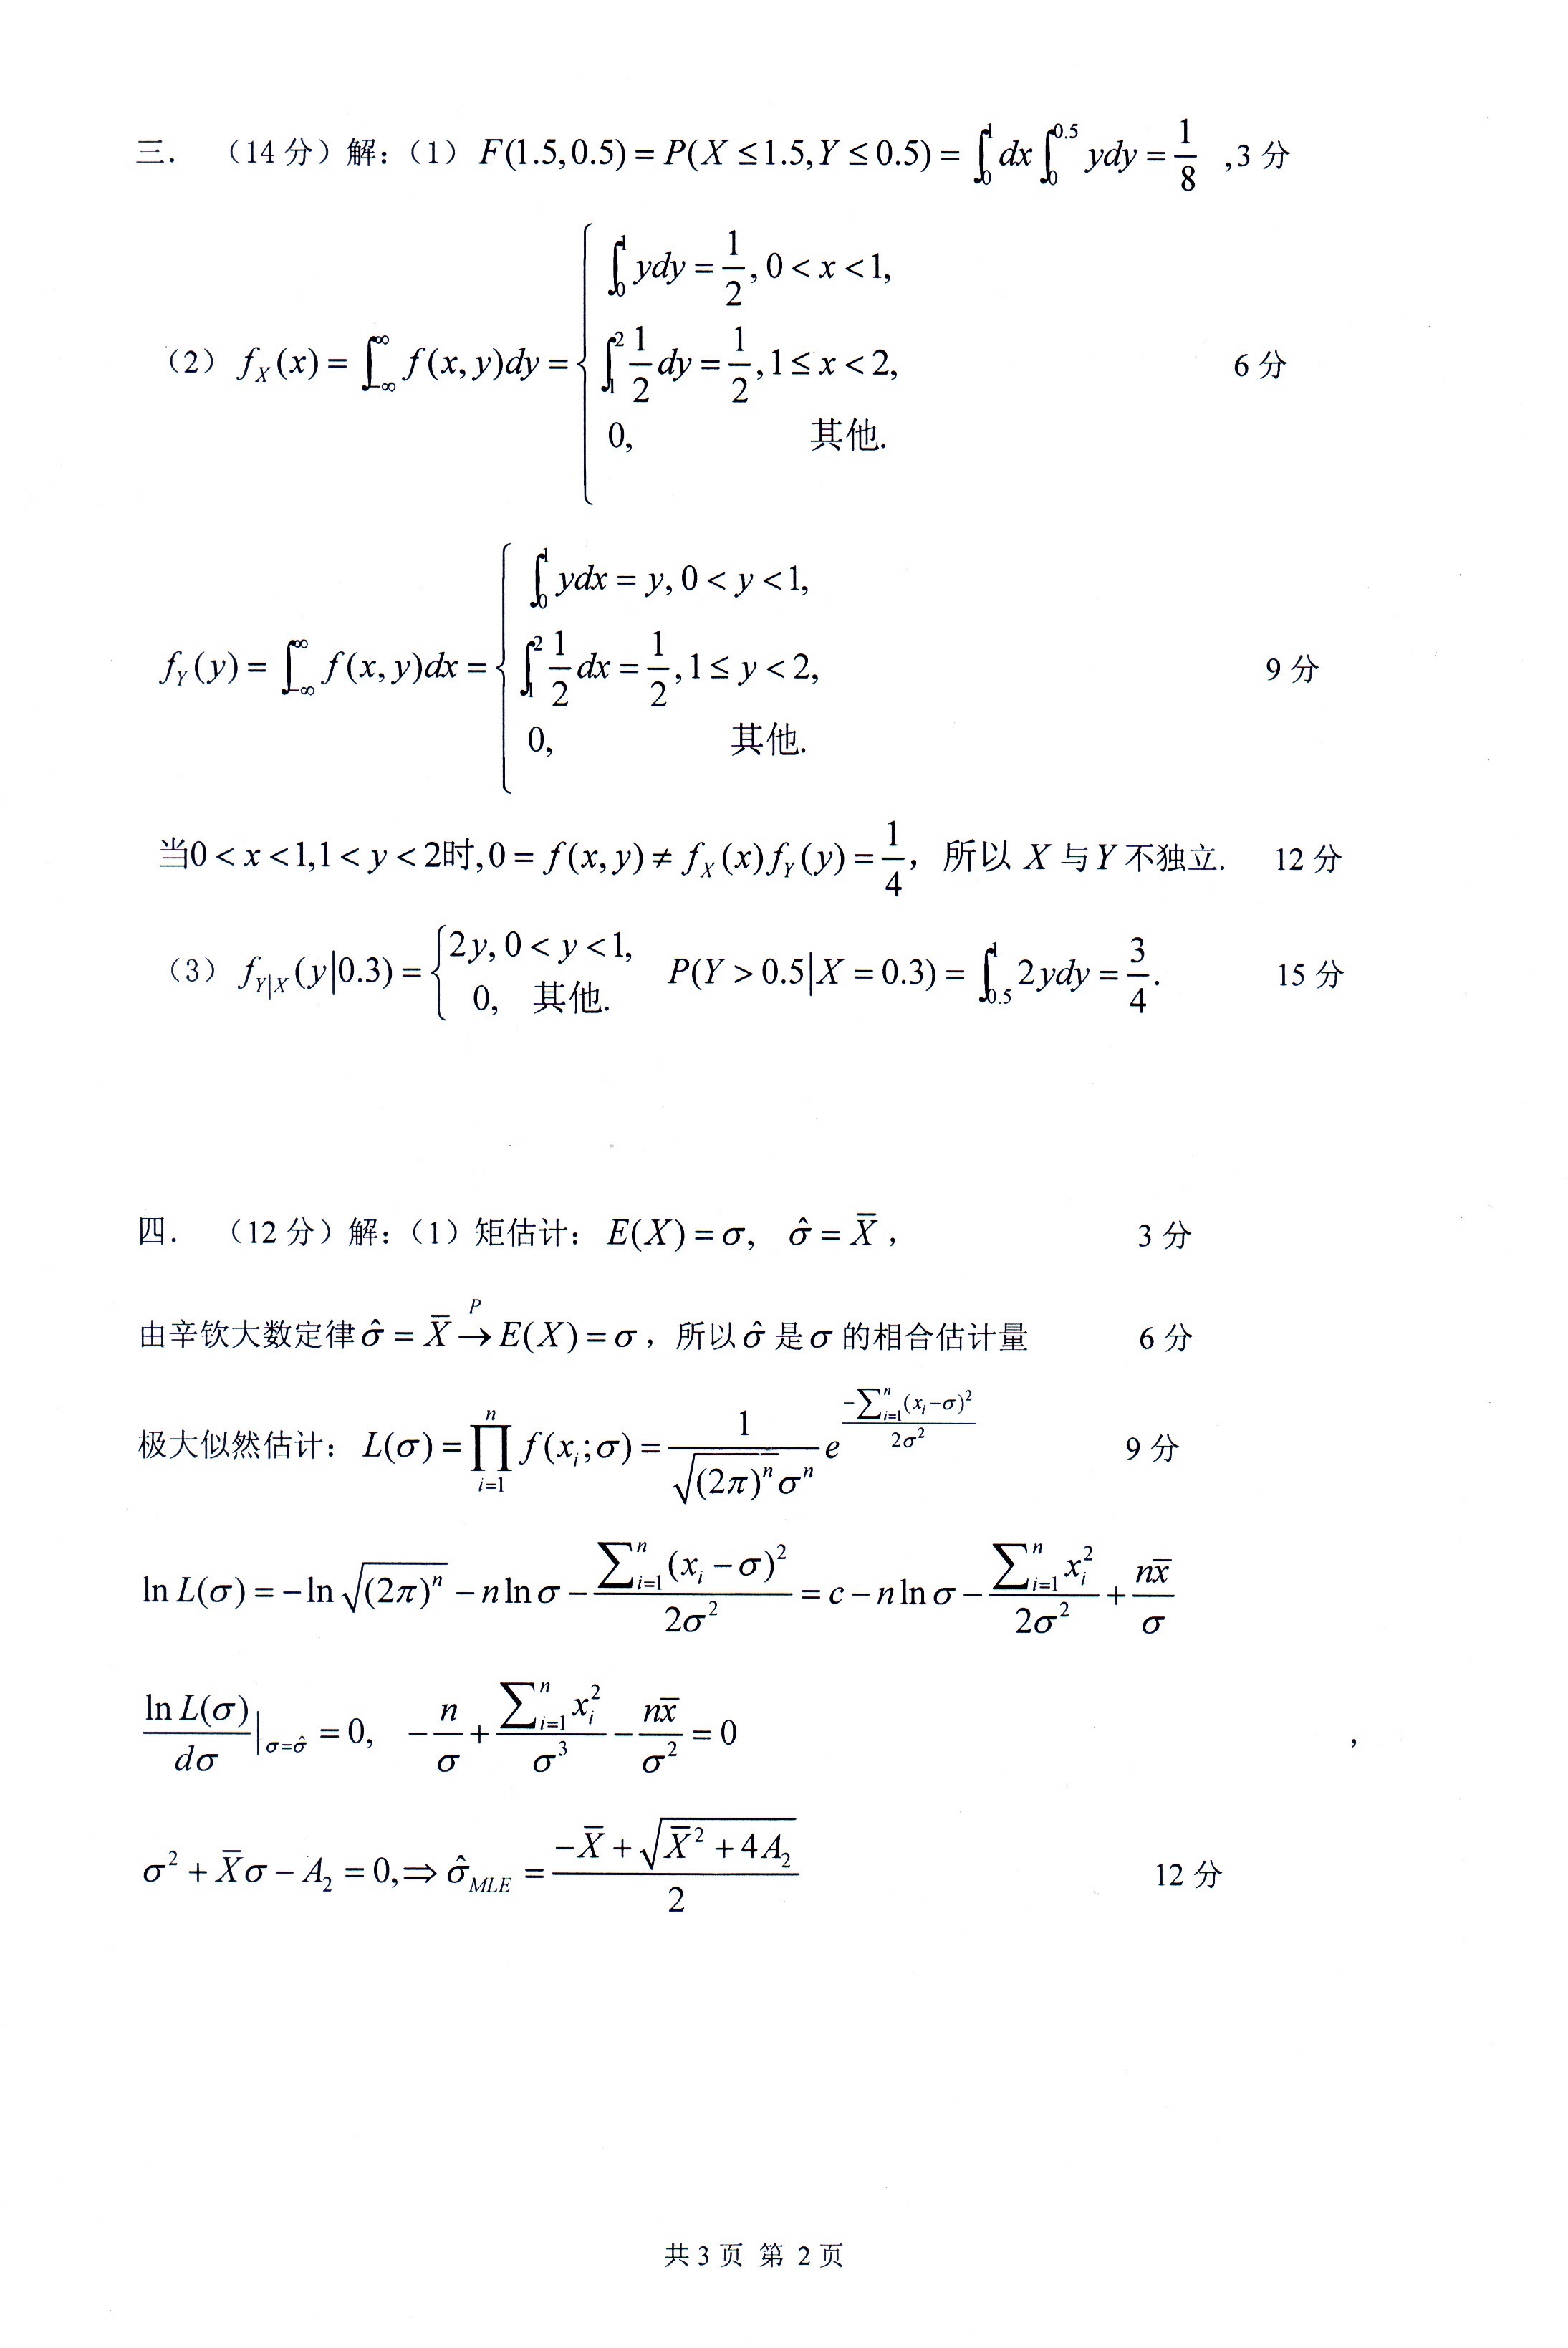 三. （14 分）解：（1） $F(1.5,0.5)=P(X\leq 1.5,Y\leq 0.5)=\int_0^1 dx\int_0^{0.5} ydy=\frac{1}{8}$ ,3 分
（2） $f_X(x)=\int_{-\infty}^{\infty} f(x,y)dy=\begin{cases}\int_0^1 ydy=\frac{1}{2},0<x<1,\\ \int_1^2 \frac{1}{2}dy=\frac{1}{2},1\leq x<2,\\ 0, \quad 其他.\end{cases}$ 6 分
$f_Y(y)=\int_{-\infty}^{\infty} f(x,y)dx=\begin{cases}\int_0^1 ydx=y,0<y<1,\\ \int_1^2 \frac{1}{2}dx=\frac{1}{2},1\leq y<2,\\ 0, \quad 其他.\end{cases}$ 9 分
当$0<x<1,1<y<2$时,$0=f(x,y)\neq f_X(x)f_Y(y)=\frac{1}{4}$，所以 $X$ 与 $Y$ 不独立. 12 分
（3） $f_{Y|X}(y|0.3)=\begin{cases}2y,0<y<1,\\ 0, \quad 其他.\end{cases}$ $P(Y>0.5|X=0.3)=\int_{0.5}^1 2ydy=\frac{3}{4}.$ 15 分
四. （12 分）解：（1）矩估计： $E(X)=\sigma, \quad \hat{\sigma}=\overline{X}$， 3 分
由辛钦大数定律 $\hat{\sigma}=\overline{X}\xrightarrow{P}E(X)=\sigma$，所以 $\hat{\sigma}$ 是 $\sigma$ 的相合估计量 6 分
极大似然估计： $L(\sigma)=\prod_{i=1}^{n} f(x_i;\sigma)=\frac{1}{\sqrt{(2\pi)^n}\sigma^n}e^{\frac{-\sum_{i=1}^{n}(x_i-\sigma)^2}{2\sigma^2}}$ 9 分
$\ln L(\sigma)=-\ln\sqrt{(2\pi)^n}-n\ln\sigma-\frac{\sum_{i=1}^{n}(x_i-\sigma)^2}{2\sigma^2}=c-n\ln\sigma-\frac{\sum_{i=1}^{n}x_i^2}{2\sigma^2}+\frac{n\overline{x}}{\sigma}$
$\frac{\ln L(\sigma)}{d\sigma}|_{\sigma=\hat{\sigma}}=0, \quad -\frac{n}{\sigma}+\frac{\sum_{i=1}^{n}x_i^2}{\sigma^3}-\frac{n\overline{x}}{\sigma^2}=0$ ，
$\sigma^2+\overline{X}\sigma-A_2=0,\Rightarrow\hat{\sigma}_{MLE}=\frac{-\overline{X}+\sqrt{\overline{X}^2+4A_2}}{2}$ 12 分
共 3 页 第 2 页